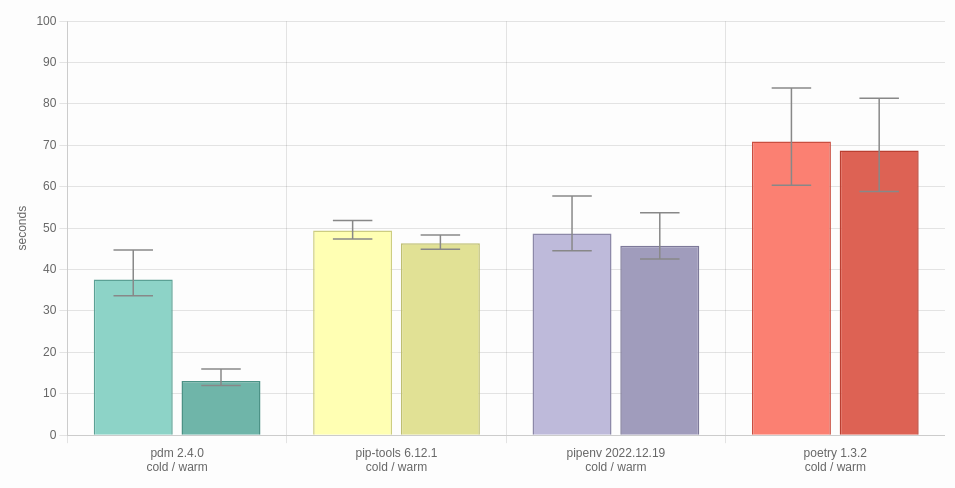 100
90
80
70
60
50
40
30
20
10
0
seconds
pdm 2.4.0
cold / warm
pip-tools 6.12.1
cold / warm
pipenv 2022.12.19
cold / warm
poetry 1.3.2
cold / warm